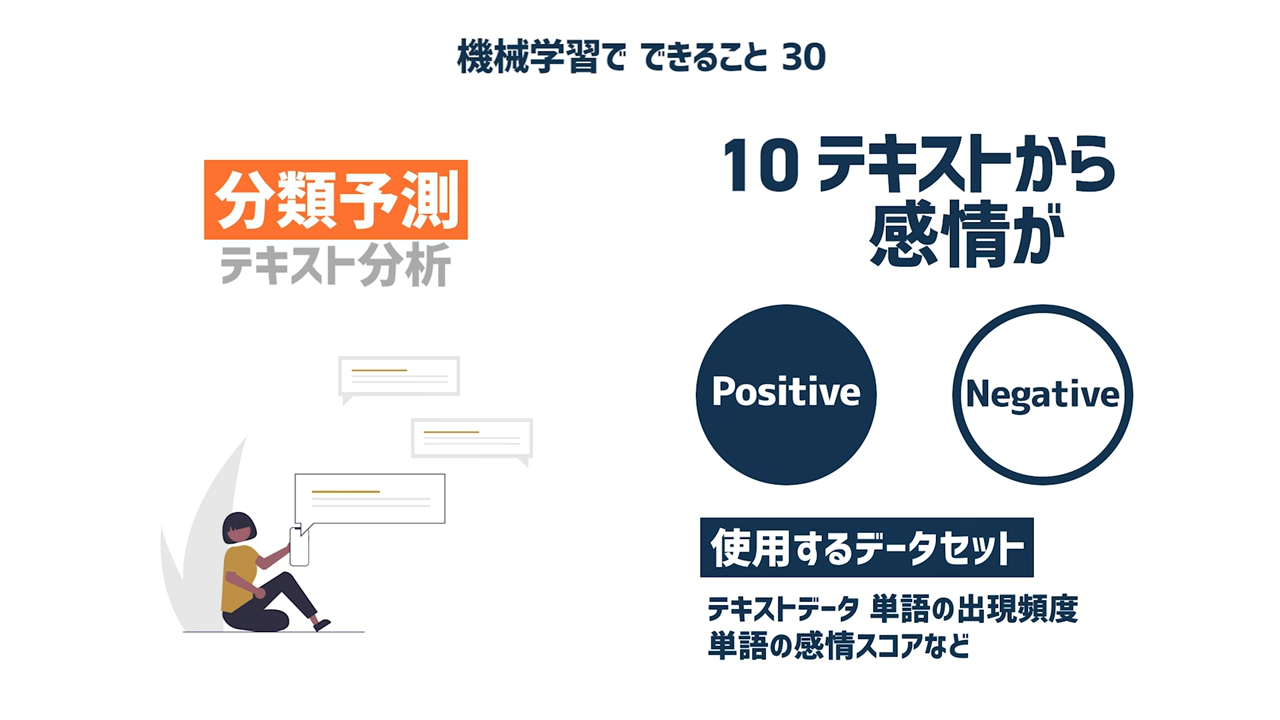 機械学習で できること 30
分類予測
テキスト分析
10 テキストから
感情が
Positive
Negative
使用するデータセット
テキストデータ 単語の出現頻度
単語の感情スコアなど